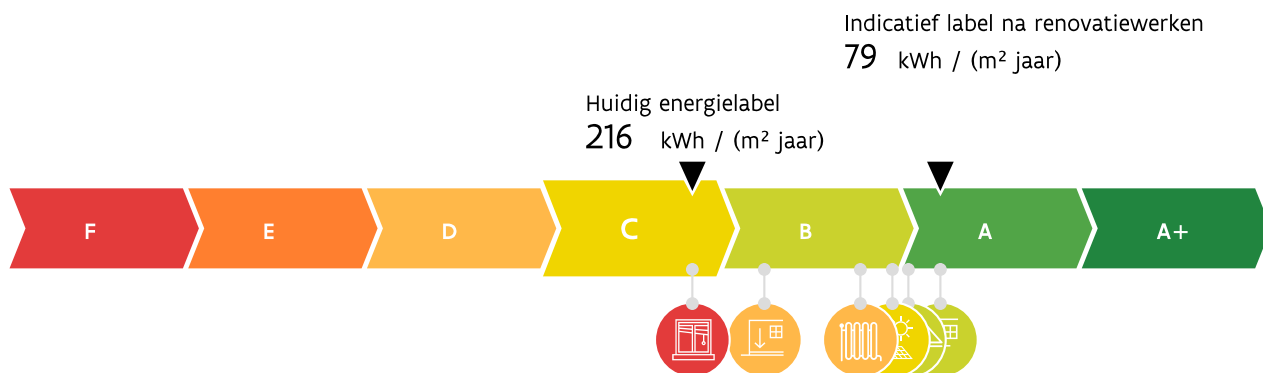 Indicatief label na renovatiewerken
79 kWh / (m² jaar)
Huidig energielabel
216 kWh / (m² jaar)
F E D C B A A+